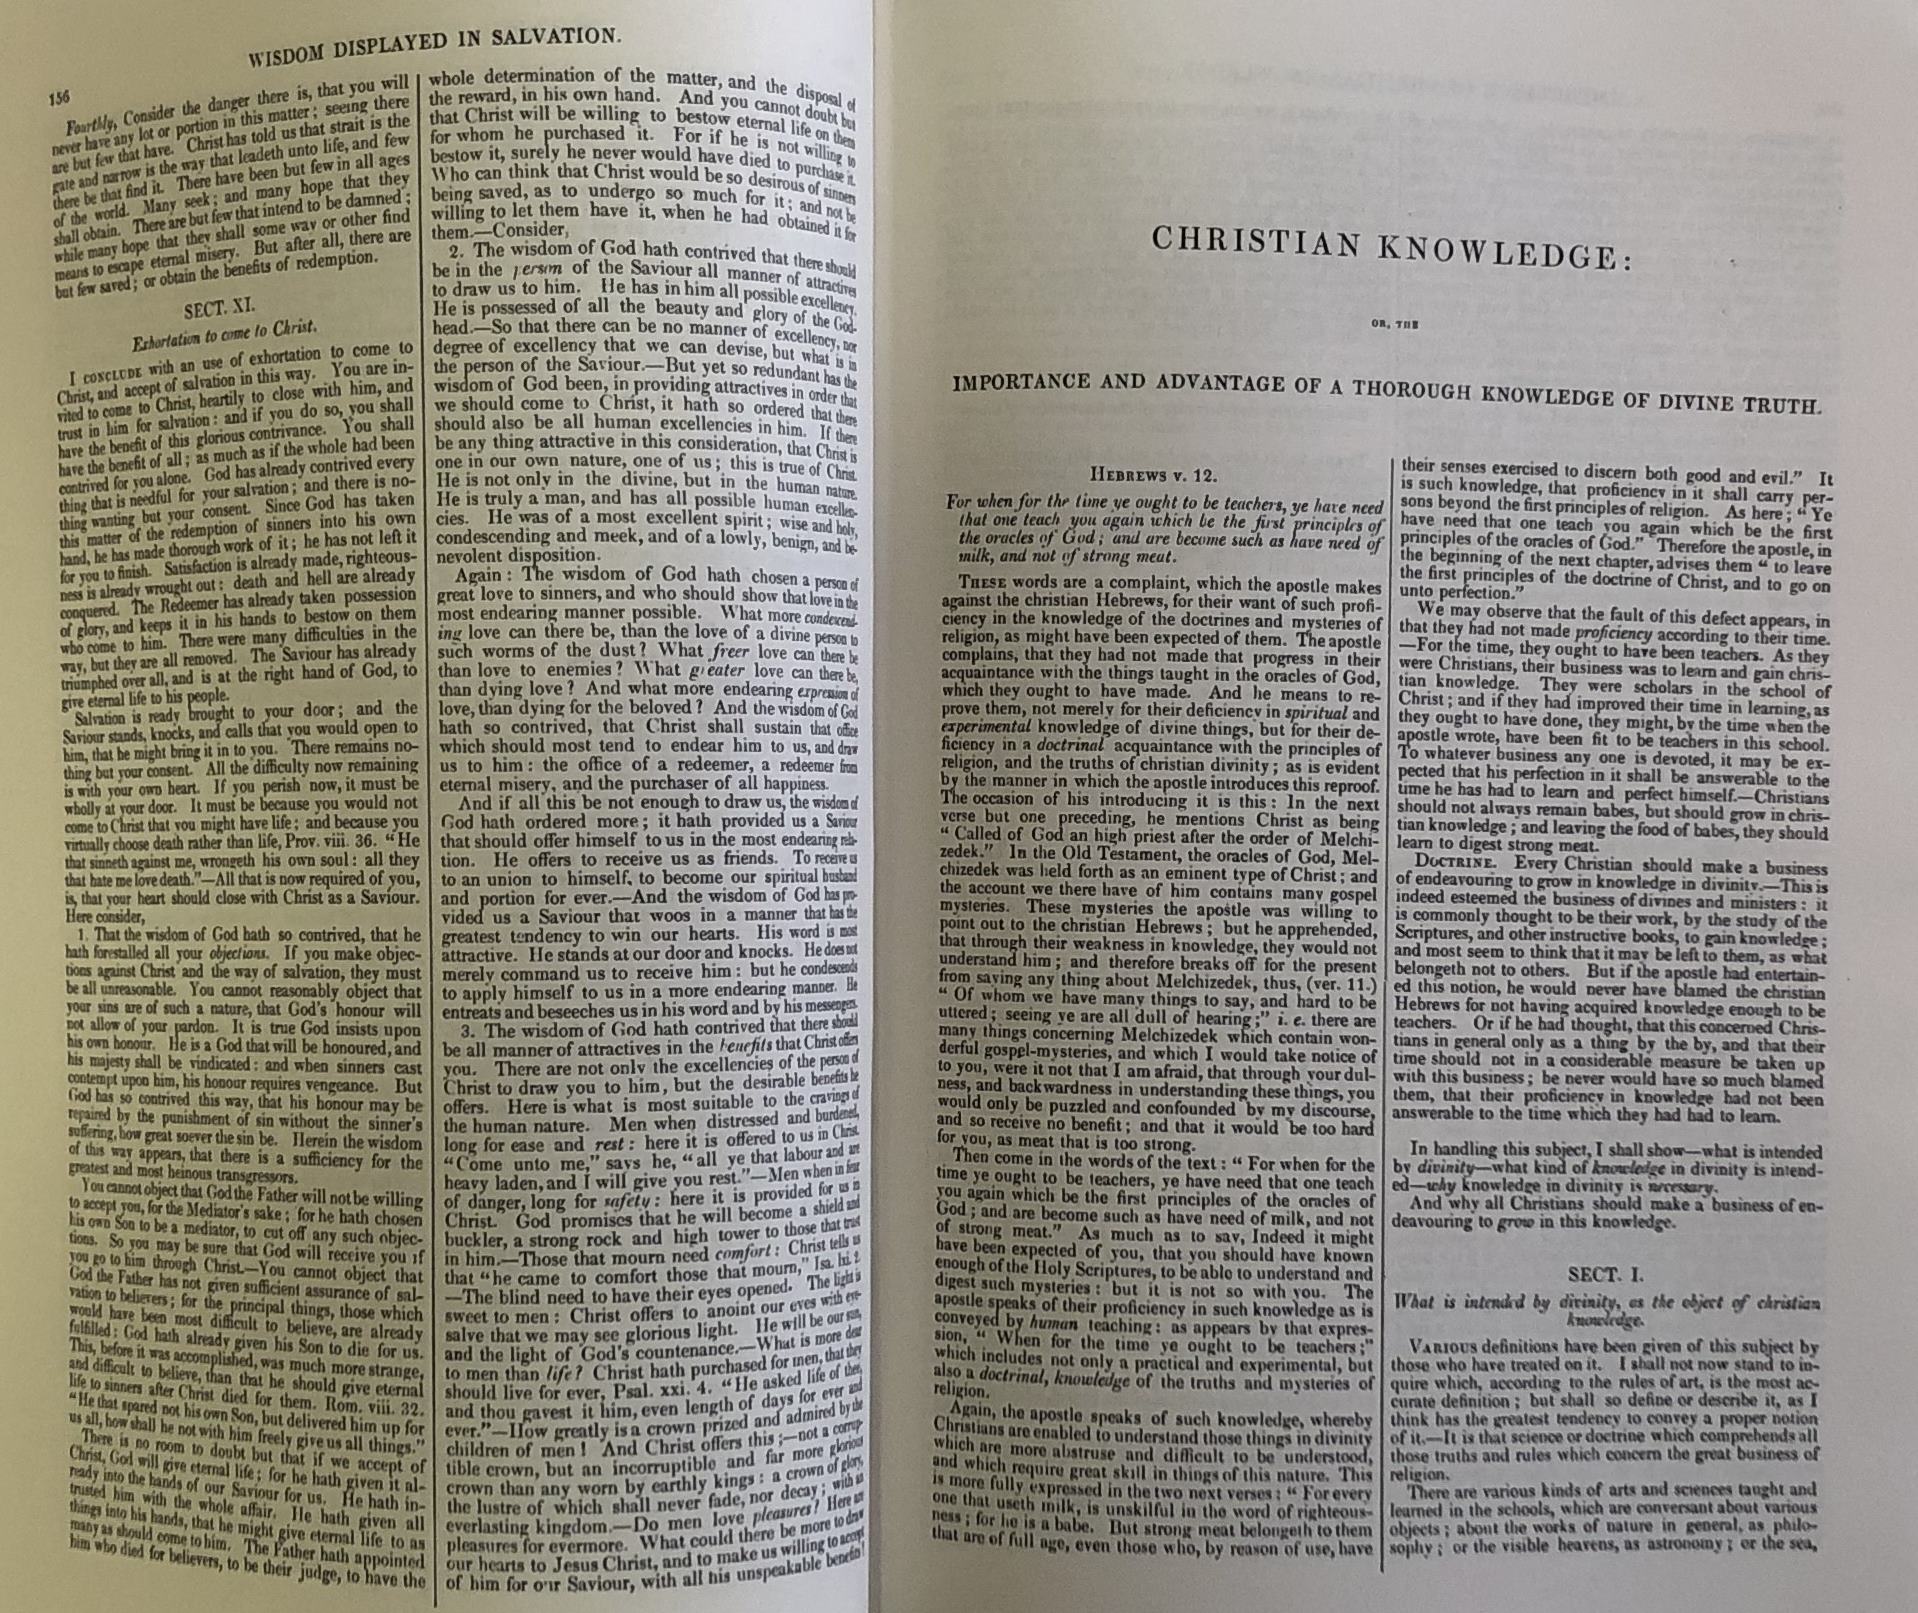 WISDOM DISPLAYED IN SALVATION.
156
Fourthly, Consider the danger there is, that you will
never have any lot or portion in this matter; seeing there
are but few that have. Christ has told us that strait is the
gate and narrow is the way that leadeth unto life, and few
there be that find it. There have been but few in all ages
of the world. Many seek; and many hope that they
shall obtain. There are but few that intend to be damned;
while many hope that they shall some way or other find
means to escape eternal misery. But after all, there are
but few saved; or obtain the benefits of redemption.
SECT. XI.
Exhortation to come to Christ.
I CONCLUDE with an use of exhortation to come to
Christ, and accept of salvation in this way. You are in-
vited to come to Christ, heartily to close with him, and
trust in him for salvation: and if you do so, you shall
have the benefit of this glorious contrivance. You shall
have the benefit of all; as much as if the whole had been
contrived for you alone. God has already contrived every
thing that is needful for your salvation; and there is no-
thing wanting but your consent. Since God has taken
this matter of the redemption of sinners into his own
hand, he has made thorough work of it; he has not left it
for you to finish. Satisfaction is already made, righteous-
ness is already wrought out: death and hell are already
conquered. The Redeemer has already taken possession
of glory, and keeps it in his hands to bestow on them
who come to him. There were many difficulties in the
way, but they are all removed. The Saviour has already
triumphed over all, and is at the right hand of God, to
give eternal life to his people.
Salvation is ready brought to your door; and the
Saviour stands, knocks, and calls that you would open to
him, that he might bring it in to you. There remains no-
thing but your consent. All the difficulty now remaining
is with your own heart. If you perish now, it must be
wholly at your door. It must be because you would not
come to Christ that you might have life; and because you
virtually choose death rather than life, Prov. viii. 36. "He
that sinneth against me, wrongeth his own soul: all they
that hate me love death."—All that is now required of you,
is, that your heart should close with Christ as a Saviour.
Here consider,
1. That the wisdom of God hath so contrived, that he
hath forestalled all your objections. If you make objec-
tions against Christ and the way of salvation, they must
be all unreasonable. You cannot reasonably object that
your sins are of such a nature, that God's honour will
not allow of your pardon. It is true God insists upon
his own honour. He is a God that will be honoured, and
his majesty shall be vindicated: and when sinners cast
contempt upon him, his honour requires vengeance. But
God has so contrived this way, that his honour may be
repaired by the punishment of sin without the sinner's
suffering, how great soever the sin be. Herein the wisdom
of this way appears, that there is a sufficiency for the
greatest and most heinous transgressors.
You cannot object that God the Father will not be willing
to accept you, for the Mediator's sake; for he hath chosen
his own Son to be a mediator, to cut off any such objec-
tions. So you may be sure that God will receive you if
you go to him through Christ.—You cannot object that
God the Father has not given sufficient assurance of sal-
vation to believers; for the principal things, those which
would have been most difficult to believe, are already
fulfilled: God hath already given his Son to die for us.
This, before it was accomplished, was much more strange,
and difficult to believe, than that he should give eternal
life to sinners after Christ died for them. Rom. viii. 32.
"He that spared not his own Son, but delivered him up for
us all, how shall he not with him freely give us all things."
There is no room to doubt but that if we accept of
Christ, God will give eternal life; for he hath given it al-
ready into the hands of our Saviour for us. He hath in-
trusted him with the whole affair. He hath given all
things into his hands, that he might give eternal life to as
many as should come to him. The Father hath appointed
him who died for believers, to be their judge, to have the
whole determination of the matter, and the disposal of
the reward, in his own hand. And you cannot doubt but
that Christ will be willing to bestow eternal life on them
for whom he purchased it. For if he is not willing to
bestow it, surely he never would have died to purchase it.
Who can think that Christ would be so desirous of sinners
being saved, as to undergo so much for it; and not be
willing to let them have it, when he had obtained it for
them.—Consider,
2. The wisdom of God hath contrived that there should
be in the person of the Saviour all manner of attractives
to draw us to him. He has in him all possible excellency.
He is possessed of all the beauty and glory of the God-
head.—So that there can be no manner of excellency, nor
degree of excellency that we can devise, but what is in
the person of the Saviour.—But yet so redundant has the
wisdom of God been, in providing attractives in order that
we should come to Christ, it hath so ordered that there
should also be all human excellencies in him. If there
be any thing attractive in this consideration, that Christ is
one in our own nature, one of us; this is true of Christ.
He is not only in the divine, but in the human nature.
He is truly a man, and has all possible human excellen-
cies. He was of a most excellent spirit; wise and holy,
condescending and meek, and of a lowly, benign, and be-
nevolent disposition.
Again: The wisdom of God hath chosen a person of
great love to sinners, and who should show that love in the
most endearing manner possible. What more condescend-
ing love can there be, than the love of a divine person to
such worms of the dust? What freer love can there be
than love to enemies? What greater love can there be,
than dying love? And what more endearing expression of
love, than dying for the beloved? And the wisdom of God
hath so contrived, that Christ shall sustain that office
which should most tend to endear him to us, and draw
us to him: the office of a redeemer, a redeemer from
eternal misery, and the purchaser of all happiness.
And if all this be not enough to draw us, the wisdom of
God hath ordered more; it hath provided us a Saviour
that should offer himself to us in the most endearing rela-
tion. He offers to receive us as friends. To receive us
to an union to himself, to become our spiritual husband
and portion for ever.—And the wisdom of God has pro-
vided us a Saviour that woos in a manner that has the
greatest tendency to win our hearts. His word is most
attractive. He stands at our door and knocks. He does not
merely command us to receive him: but he condescends
to apply himself to us in a more endearing manner. He
entreats and beseeches us in his word and by his messengers.
3. The wisdom of God hath contrived that there should
be all manner of attractives in the benefits that Christ offers
you. There are not only the excellencies of the person of
Christ to draw you to him, but the desirable benefits he
offers. Here is what is most suitable to the cravings of
the human nature. Men when distressed and burdened,
long for ease and rest: here it is offered to us in Christ.
"Come unto me," says he, "all ye that labour and are
heavy laden, and I will give you rest."—Men when in fear
of danger, long for safety: here it is provided for us in
Christ. God promises that he will become a shield and
buckler, a strong rock and high tower to those that trust
in him.—Those that mourn need comfort: Christ tells us
that "he came to comfort those that mourn," Isa. lxi. 2.
—The blind need to have their eyes opened. The light is
sweet to men: Christ offers to anoint our eyes with eye-
salve that we may see glorious light. He will be our sun,
and the light of God's countenance.—What is more dear
to men than life? Christ hath purchased for men, that they
should live for ever, Psal. xxi. 4. "He asked life of thee,
and thou gavest it him, even length of days for ever and
ever."—How greatly is a crown prized and admired by the
children of men! And Christ offers this;—not a corrup-
tible crown, but an incorruptible and far more glorious
crown than any worn by earthly kings: a crown of glory,
the lustre of which shall never fade, nor decay; with an
everlasting kingdom.—Do men love pleasures? Here are
pleasures for evermore. What could there be more to draw
our hearts to Jesus Christ, and to make us willing to accept
of him for our Saviour, with all his unspeakable benefits!
CHRISTIAN KNOWLEDGE:
OR, THE
IMPORTANCE AND ADVANTAGE OF A THOROUGH KNOWLEDGE OF DIVINE TRUTH.
HEBREWS v. 12.
For when for the time ye ought to be teachers, ye have need
that one teach you again which be the first principles of
the oracles of God; and are become such as have need of
milk, and not of strong meat.
THESE words are a complaint, which the apostle makes
against the christian Hebrews, for their want of such profi-
ciency in the knowledge of the doctrines and mysteries of
religion, as might have been expected of them. The apostle
complains, that they had not made that progress in their
acquaintance with the things taught in the oracles of God,
which they ought to have made. And he means to re-
prove them, not merely for their deficiency in spiritual and
experimental knowledge of divine things, but for their de-
ficiency in a doctrinal acquaintance with the principles of
religion, and the truths of christian divinity; as is evident
by the manner in which the apostle introduces this reproof.
The occasion of his introducing it is this: In the next
verse but one preceding, he mentions Christ as being
"Called of God an high priest after the order of Melchi-
zedek." In the Old Testament, the oracles of God, Mel-
chizedek was held forth as an eminent type of Christ; and
the account we there have of him contains many gospel
mysteries. These mysteries the apostle was willing to
point out to the christian Hebrews; but he apprehended,
that through their weakness in knowledge, they would not
understand him; and therefore breaks off for the present
from saying any thing about Melchizedek, thus, (ver. 11.)
"Of whom we have many things to say, and hard to be
uttered; seeing ye are all dull of hearing;" i. e. there are
many things concerning Melchizedek which contain won-
derful gospel-mysteries, and which I would take notice of
to you, were it not that I am afraid, that through your dul-
ness, and backwardness in understanding these things, you
would only be puzzled and confounded by my discourse,
and so receive no benefit; and that it would be too hard
for you, as meat that is too strong.
Then come in the words of the text: "For when for the
time ye ought to be teachers, ye have need that one teach
you again which be the first principles of the oracles of
God; and are become such as have need of milk, and not
of strong meat." As much as to say, Indeed it might
have been expected of you, that you should have known
enough of the Holy Scriptures, to be able to understand and
digest such mysteries: but it is not so with you. The
apostle speaks of their proficiency in such knowledge as is
conveyed by human teaching: as appears by that expres-
sion, "When for the time ye ought to be teachers;"
which includes not only a practical and experimental, but
also a doctrinal, knowledge of the truths and mysteries of
religion.
Again, the apostle speaks of such knowledge, whereby
Christians are enabled to understand those things in divinity
which are more abstruse and difficult to be understood,
and which require great skill in things of this nature. This
is more fully expressed in the two next verses: "For every
one that useth milk, is unskilful in the word of righteous-
ness; for he is a babe. But strong meat belongeth to them
that are of full age, even those who, by reason of use, have
their senses exercised to discern both good and evil." It
is such knowledge, that proficiency in it shall carry per-
sons beyond the first principles of religion. As here; "Ye
have need that one teach you again which be the first
principles of the oracles of God." Therefore the apostle, in
the beginning of the next chapter, advises them "to leave
the first principles of the doctrine of Christ, and to go on
unto perfection."
We may observe that the fault of this defect appears, in
that they had not made proficiency according to their time.
—For the time, they ought to have been teachers. As they
were Christians, their business was to learn and gain chris-
tian knowledge. They were scholars in the school of
Christ; and if they had improved their time in learning, as
they ought to have done, they might, by the time when the
apostle wrote, have been fit to be teachers in this school.
To whatever business any one is devoted, it may be ex-
pected that his perfection in it shall be answerable to the
time he has had to learn and perfect himself.—Christians
should not always remain babes, but should grow in chris-
tian knowledge; and leaving the food of babes, they should
learn to digest strong meat.
DOCTRINE. Every Christian should make a business
of endeavouring to grow in knowledge in divinity.—This is
indeed esteemed the business of divines and ministers: it
is commonly thought to be their work, by the study of the
Scriptures, and other instructive books, to gain knowledge;
and most seem to think that it may be left to them, as what
belongeth not to others. But if the apostle had entertain-
ed this notion, he would never have blamed the christian
Hebrews for not having acquired knowledge enough to be
teachers. Or if he had thought, that this concerned Chris-
tians in general only as a thing by the by, and that their
time should not in a considerable measure be taken up
with this business; he never would have so much blamed
them, that their proficiency in knowledge had not been
answerable to the time which they had had to learn.
In handling this subject, I shall show—what is intended
by divinity—what kind of knowledge in divinity is intend-
ed—why knowledge in divinity is necessary.
And why all Christians should make a business of en-
deavouring to grow in this knowledge.
SECT. I.
What is intended by divinity, as the object of christian
knowledge.
VARIOUS definitions have been given of this subject by
those who have treated on it. I shall not now stand to in-
quire which, according to the rules of art, is the most ac-
curate definition; but shall so define or describe it, as I
think has the greatest tendency to convey a proper notion
of it.—It is that science or doctrine which comprehends all
those truths and rules which concern the great business of
religion.
There are various kinds of arts and sciences taught and
learned in the schools, which are conversant about various
objects; about the works of nature in general, as philo-
sophy; or the visible heavens, as astronomy; or the sea,